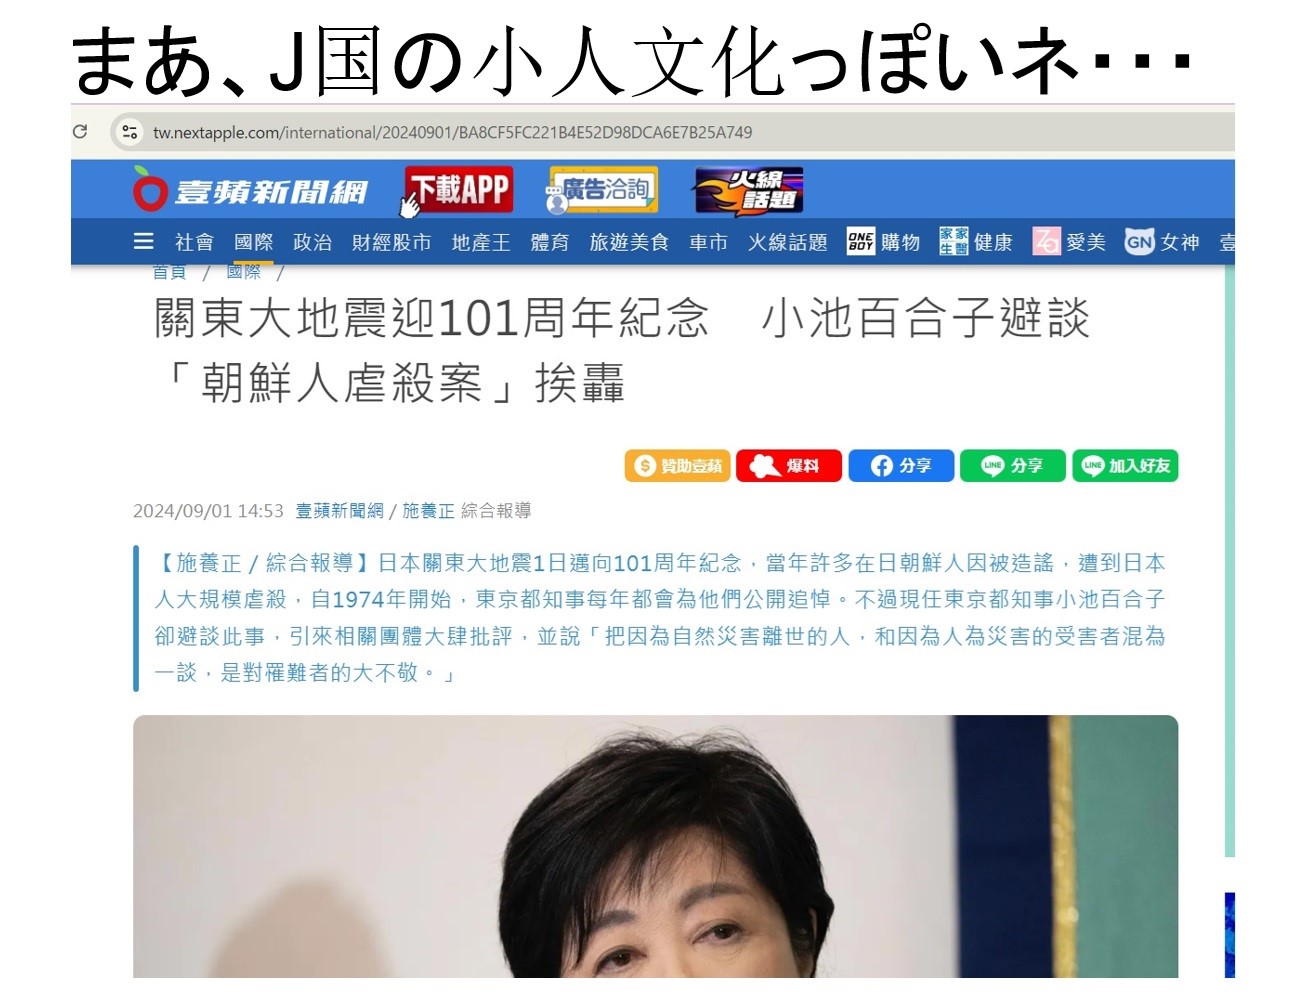 まあ、J国の小人文化っぽいネ・・・
tw.nextapple.com/international/20240901/BA8CF5FC221B4E52D98DCA6E7B25A749
壹蘋新聞網 下載APP 廣告洽詢 火線話題
社會 國際 政治 財經股市 地產王 體育 旅遊美食 車市 火線話題 ONE BOY 購物 家家生醫 健康 愛美 GN 女神 壹
首頁 / 國際 /
關東大地震迎101周年紀念 小池百合子避談
「朝鮮人虐殺案」挨轟
$ 贊助壹蘋 爆料 分享 LINE 分享 LINE 加入好友
2024/09/01 14:53 壹蘋新聞網 / 施養正 綜合報導
【施養正/綜合報導】日本關東大地震1日邁向101周年紀念，當年許多在日朝鮮人因被造謠，遭到日本
人大規模虐殺，自1974年開始，東京都知事每年都會為他們公開追悼。不過現任東京都知事小池百合子
卻避談此事，引來相關團體大肆批評，並說「把因為自然災害離世的人，和因為人為災害的受害者混為
一談，是對罹難者的大不敬。」